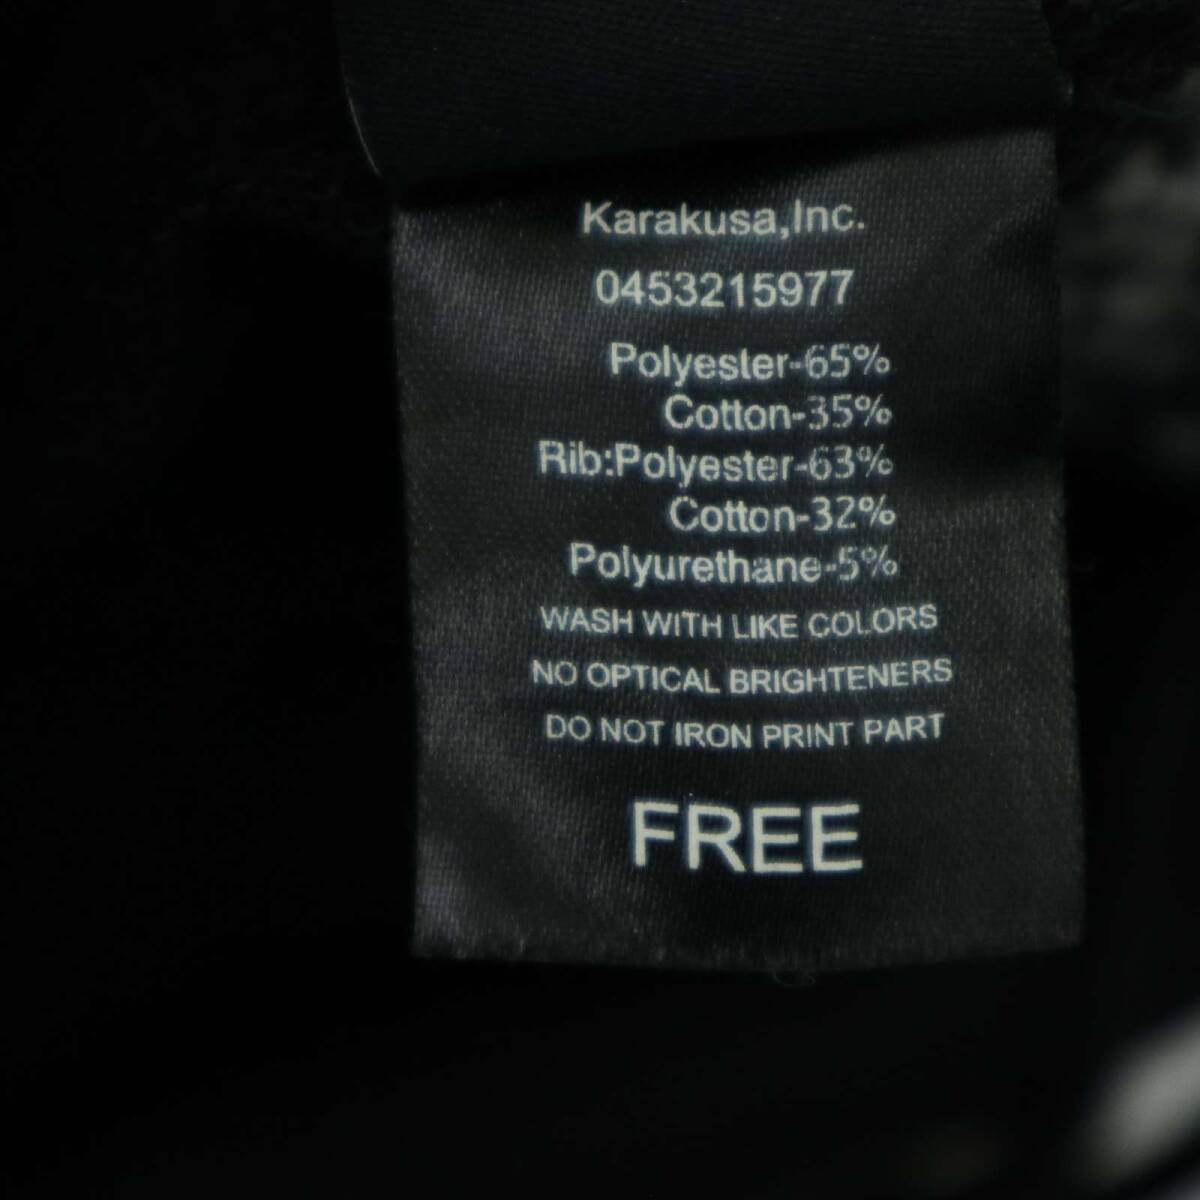 Karakusa,Inc.
0453215977
Polyester-65%
Cotton-35%
Rib:Polyester-63%
Cotton-32%
Polyurethane-5%
WASH WITH LIKE COLORS
NO OPTICAL BRIGHTENERS
DO NOT IRON PRINT PART
FREE